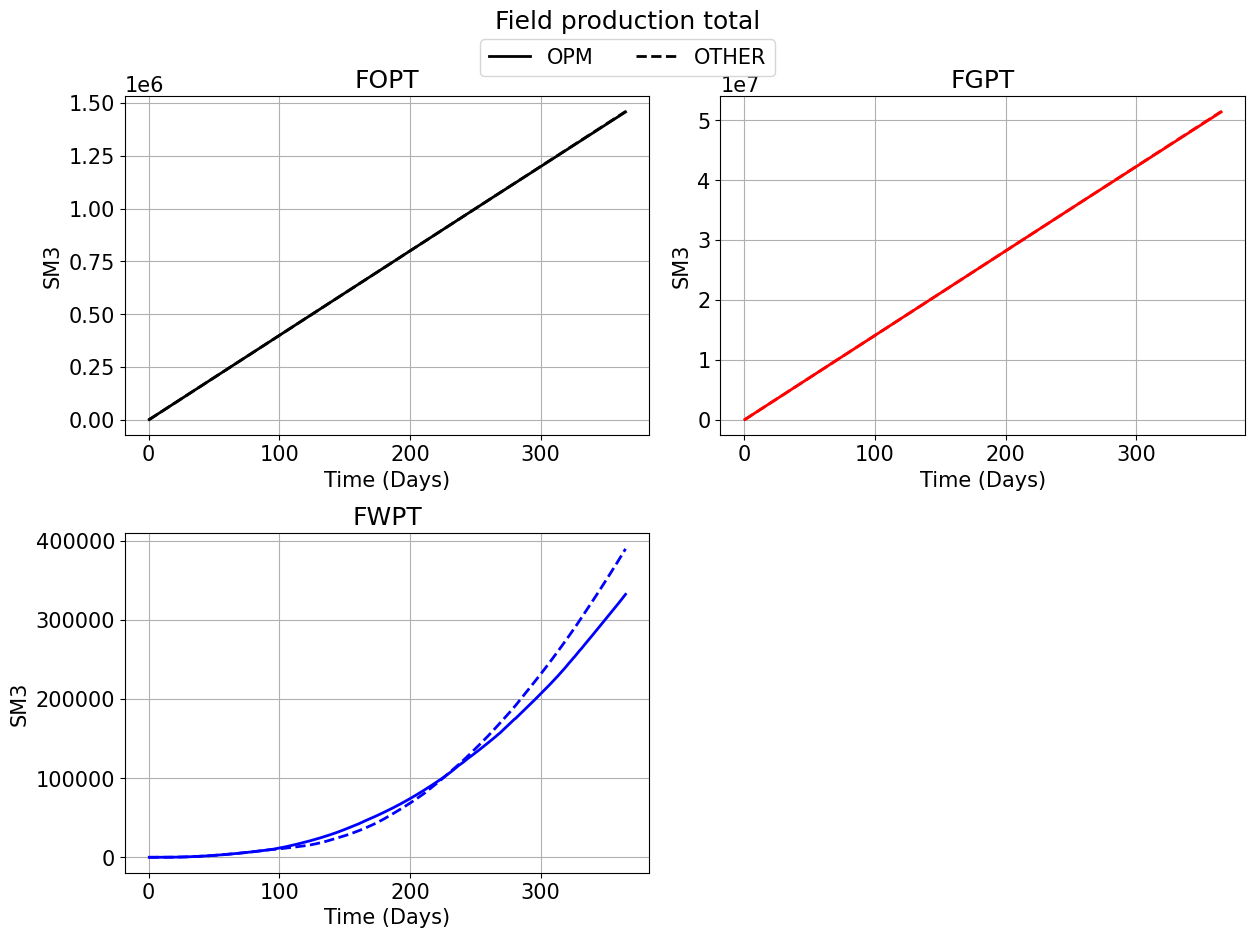 Field production total
OPM OTHER
FOPT
1e6
1.50
1.25
1.00
0.75
0.50
0.25
0.00
SM3
0 100 200 300
Time (Days)
FGPT
1e7
5
4
3
2
1
0
SM3
0 100 200 300
Time (Days)
FWPT
400000
300000
200000
100000
0
SM3
0 100 200 300
Time (Days)